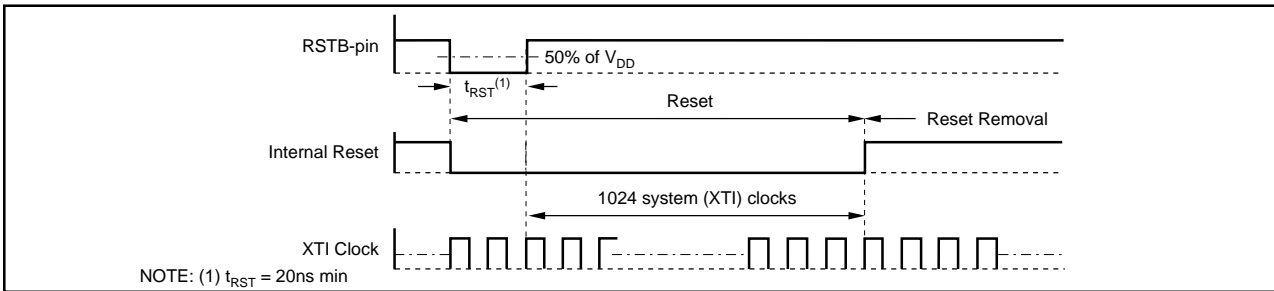 RSTB-pin
50% of VDD
tRST(1)
Reset
Reset Removal
Internal Reset
1024 system (XTI) clocks
XTI Clock
NOTE: (1) tRST = 20ns min